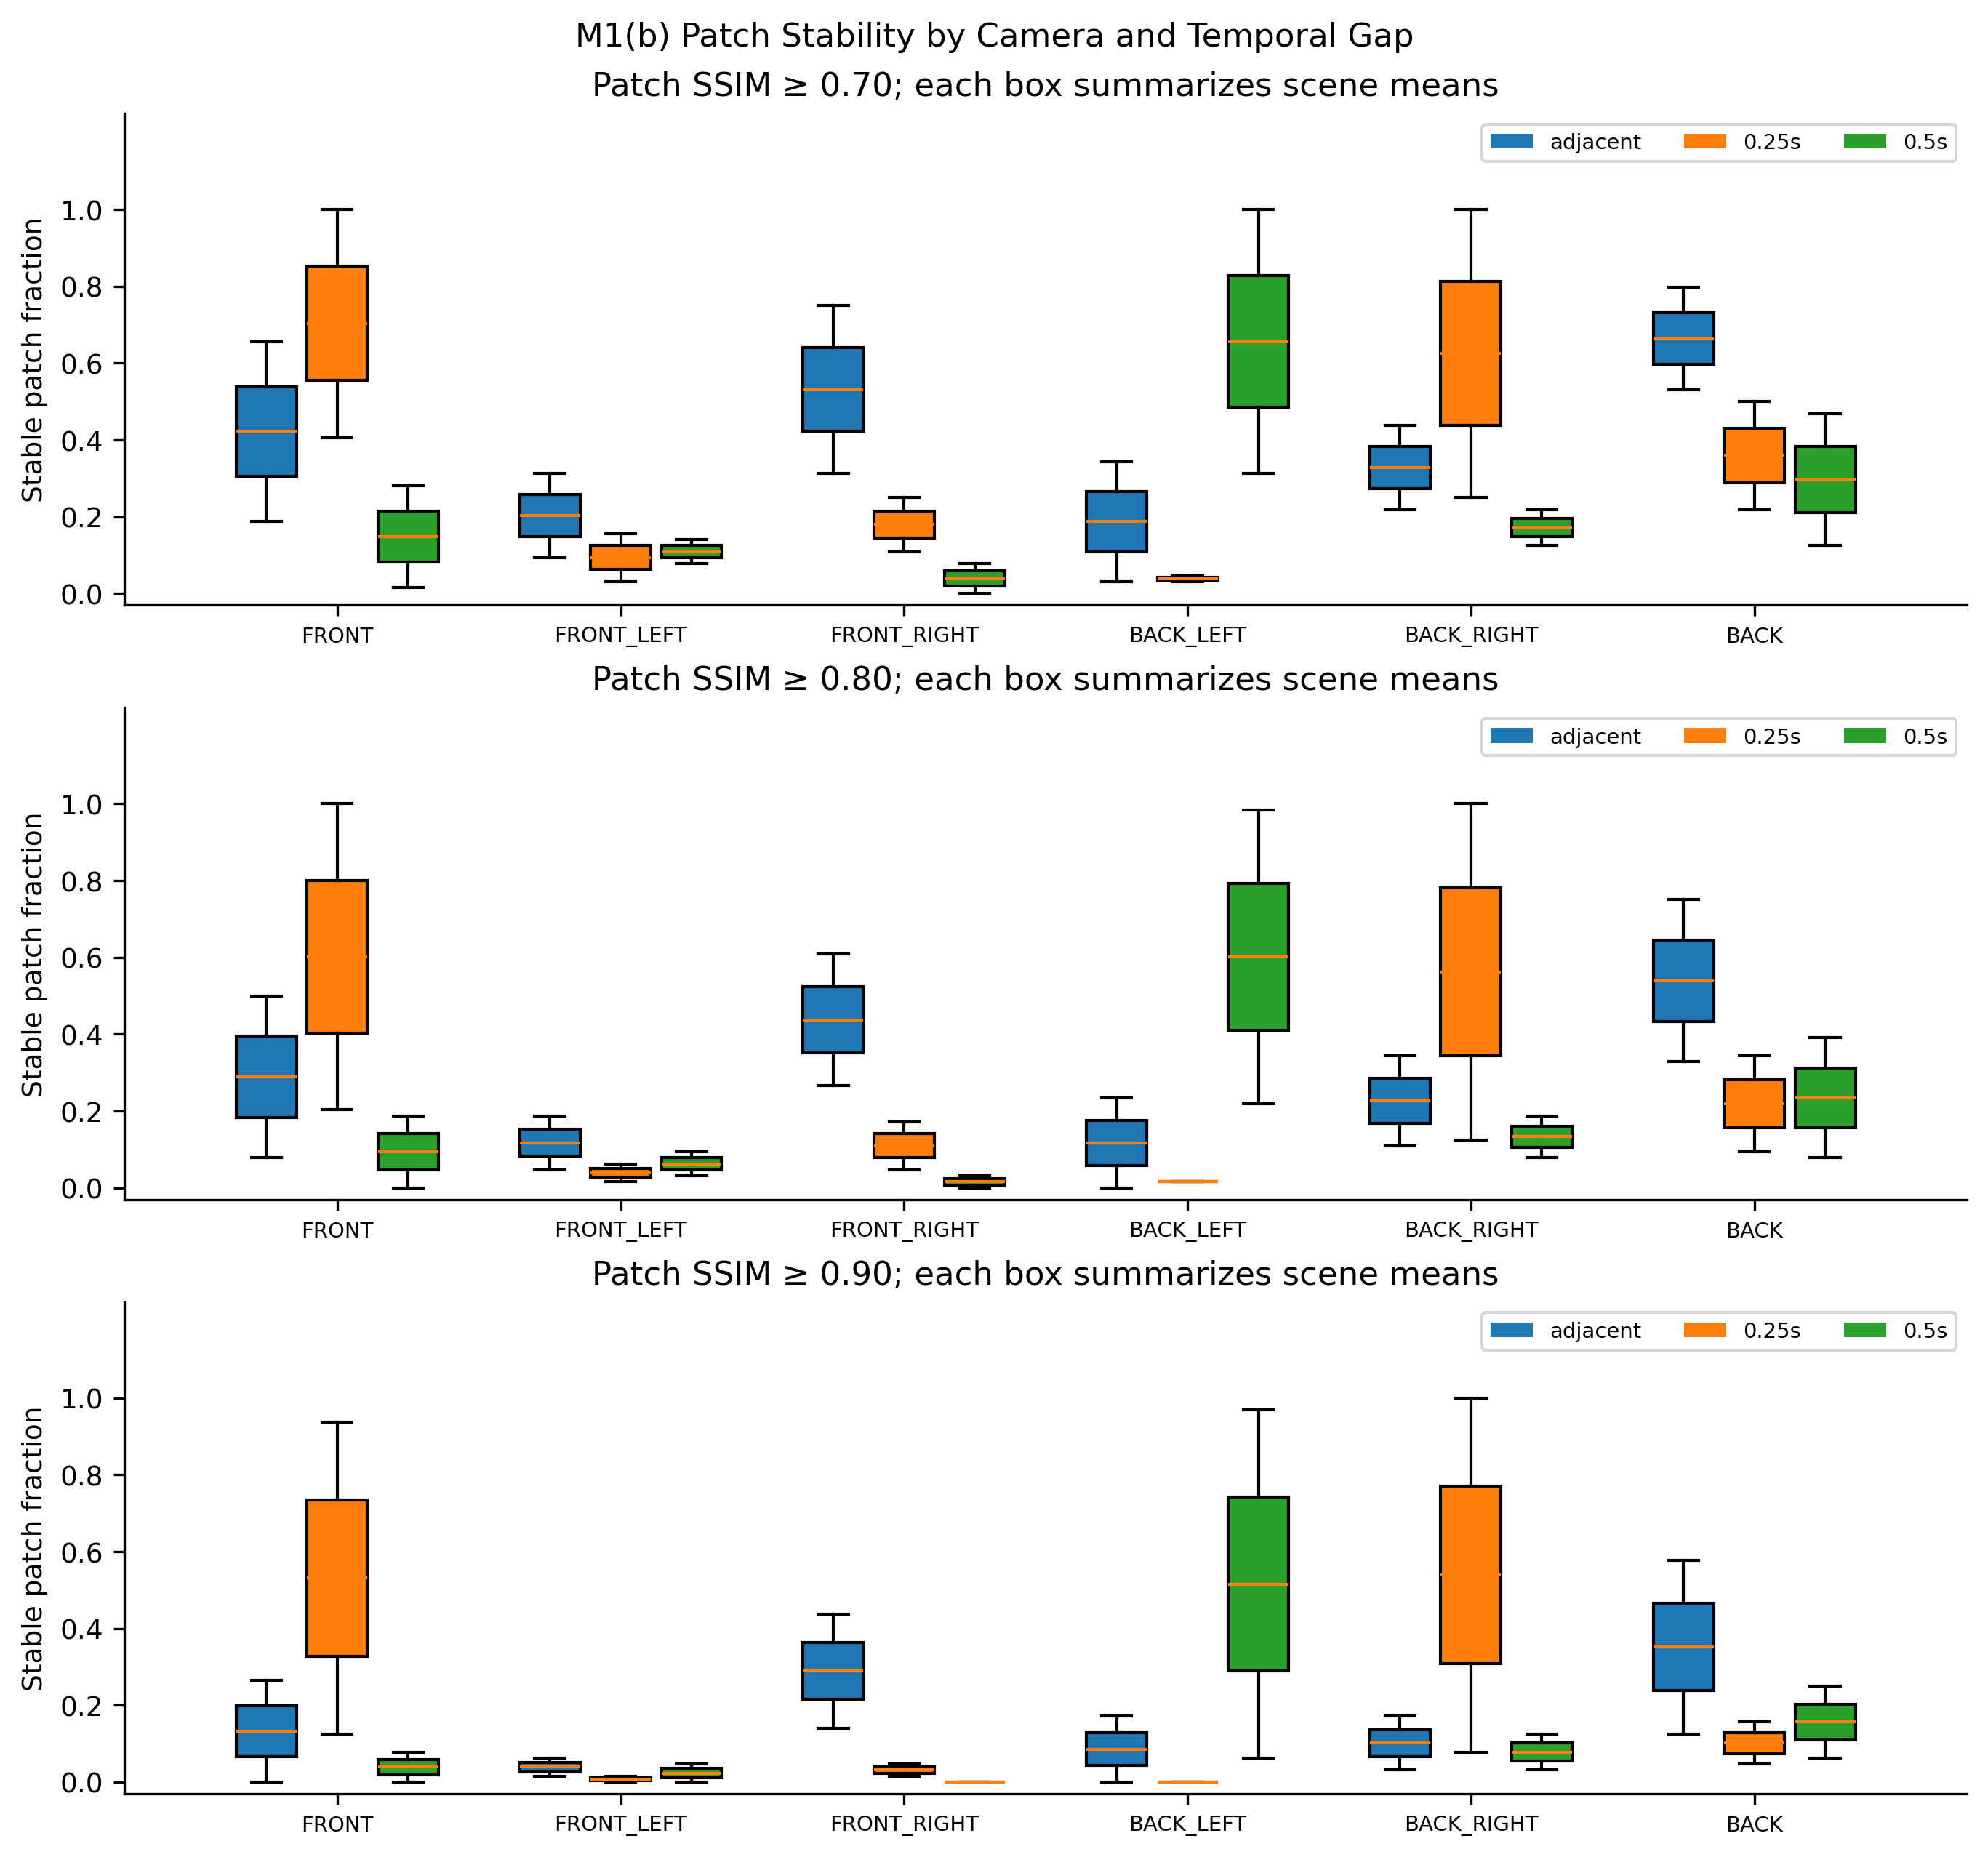 M1(b) Patch Stability by Camera and Temporal Gap
Patch SSIM ≥ 0.70; each box summarizes scene means
adjacent 0.25s 0.5s
Stable patch fraction
1.0
0.8
0.6
0.4
0.2
0.0
FRONT FRONT_LEFT FRONT_RIGHT BACK_LEFT BACK_RIGHT BACK
Patch SSIM ≥ 0.80; each box summarizes scene means
adjacent 0.25s 0.5s
Stable patch fraction
1.0
0.8
0.6
0.4
0.2
0.0
FRONT FRONT_LEFT FRONT_RIGHT BACK_LEFT BACK_RIGHT BACK
Patch SSIM ≥ 0.90; each box summarizes scene means
adjacent 0.25s 0.5s
Stable patch fraction
1.0
0.8
0.6
0.4
0.2
0.0
FRONT FRONT_LEFT FRONT_RIGHT BACK_LEFT BACK_RIGHT BACK